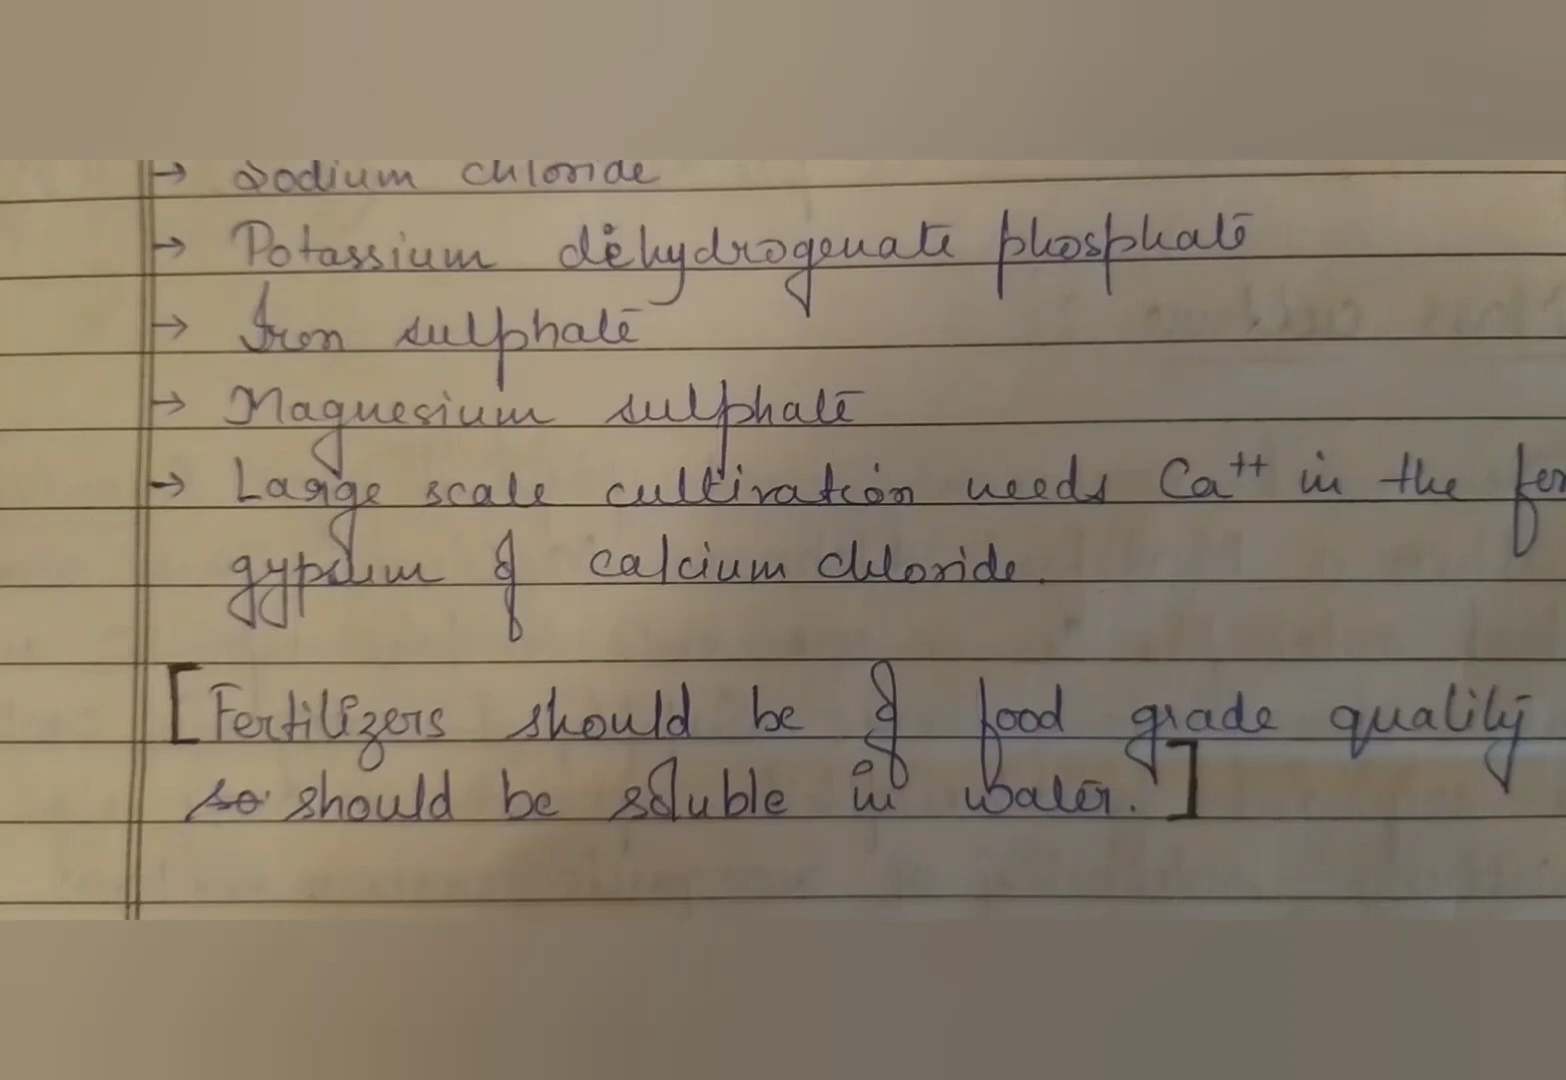 → Sodium chloride
→ Potassium dehydrogenate phosphate
→ Iron sulphate
→ Magnesium sulphate
→ Large scale cultivation needs Ca⁺⁺ in the
gypsum of calcium chloride.
[Fertilizers should be of food grade quality
so should be soluble in water.]